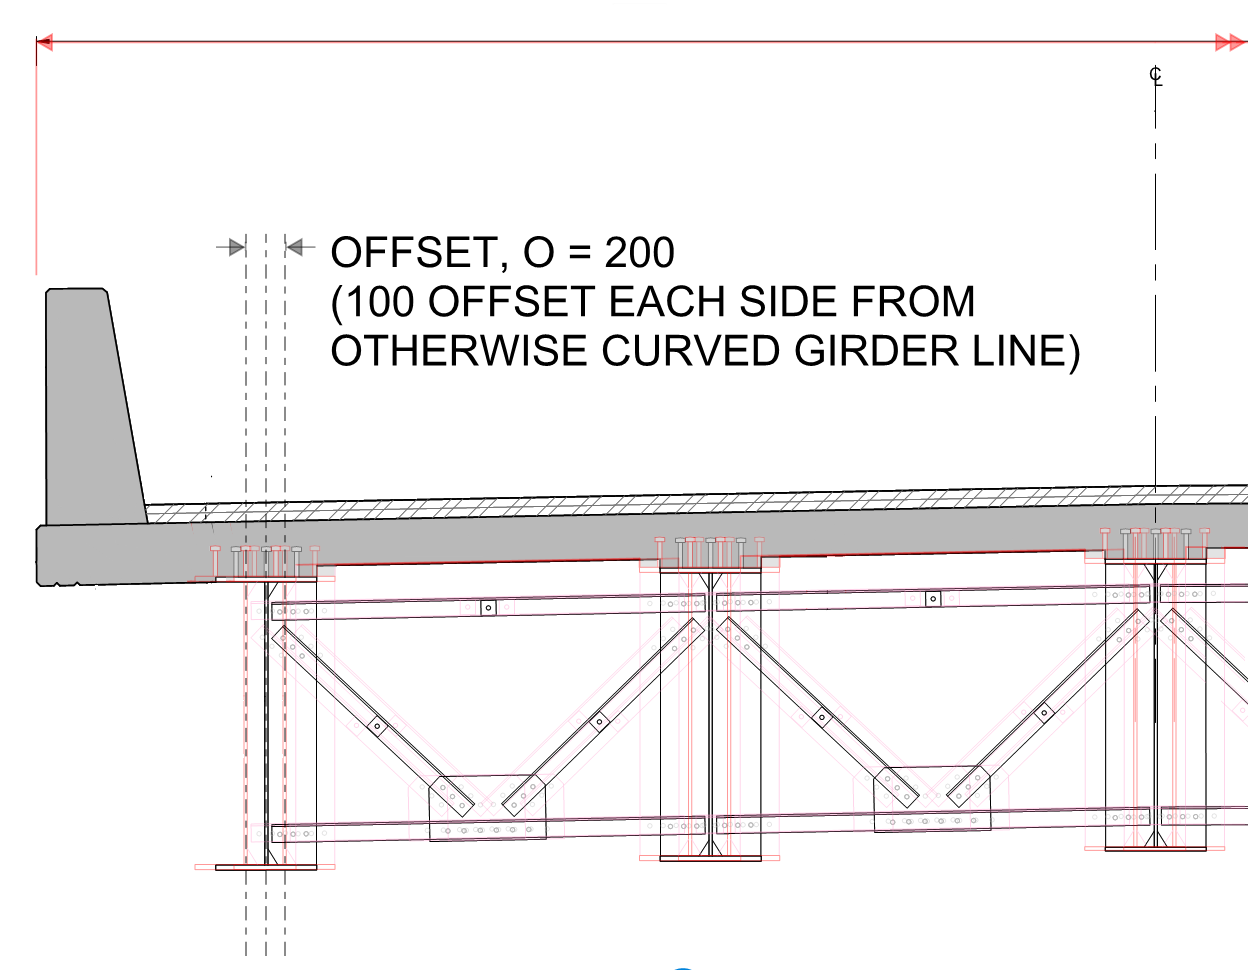 ℄
OFFSET, O = 200
(100 OFFSET EACH SIDE FROM
OTHERWISE CURVED GIRDER LINE)